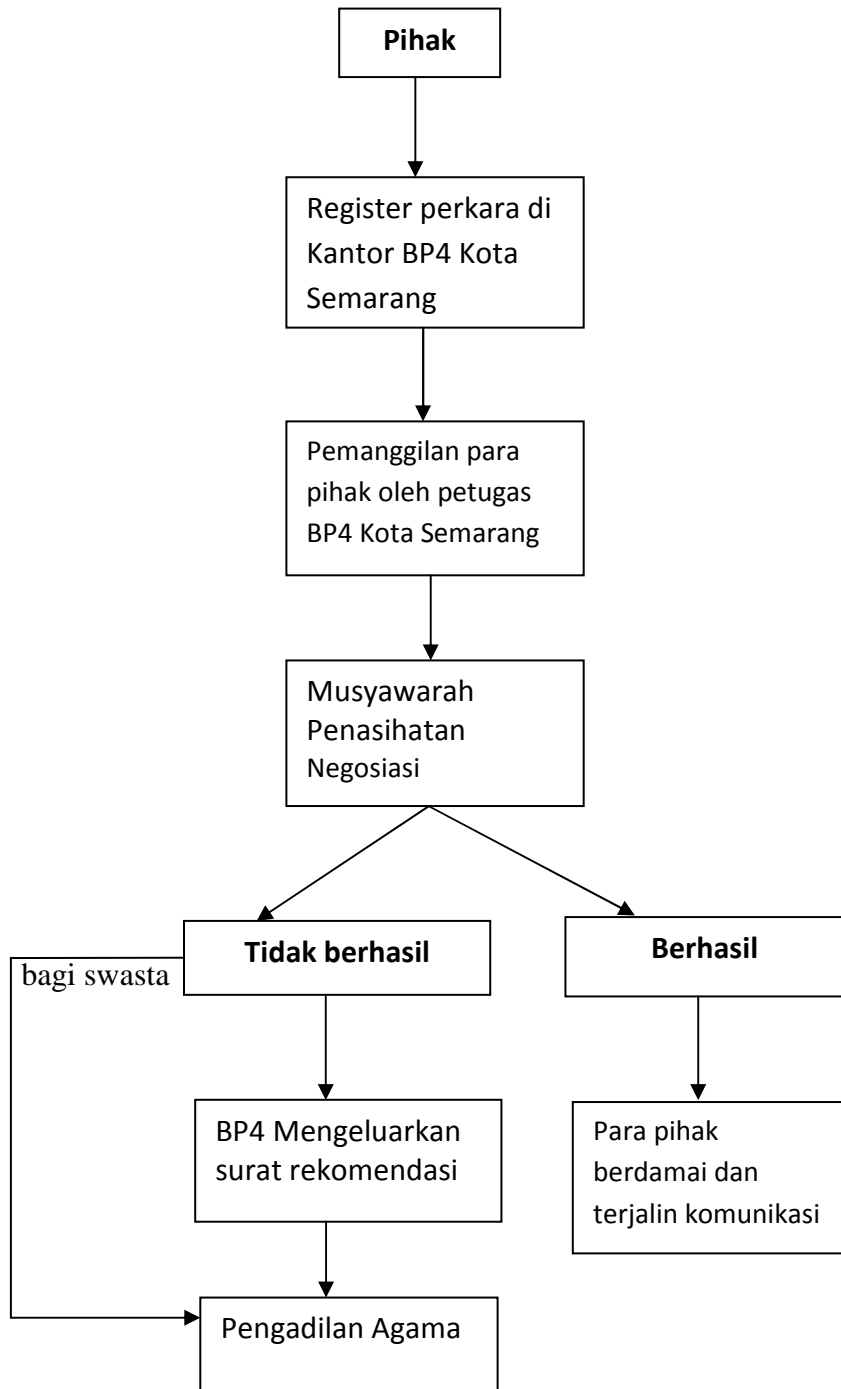 Pihak
Register perkara di
Kantor BP4 Kota
Semarang
Pemanggilan para
pihak oleh petugas
BP4 Kota Semarang
Musyawarah
Penasihatan
Negosiasi
Tidak berhasil
Berhasil
bagi swasta
BP4 Mengeluarkan
surat rekomendasi
Para pihak
berdamai dan
terjalin komunikasi
Pengadilan Agama